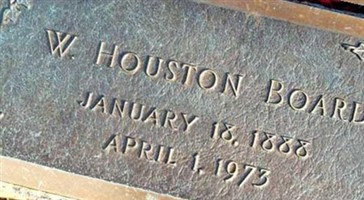 W. HOUSTON BOARD
JANUARY 18, 1888
APRIL 1, 1973